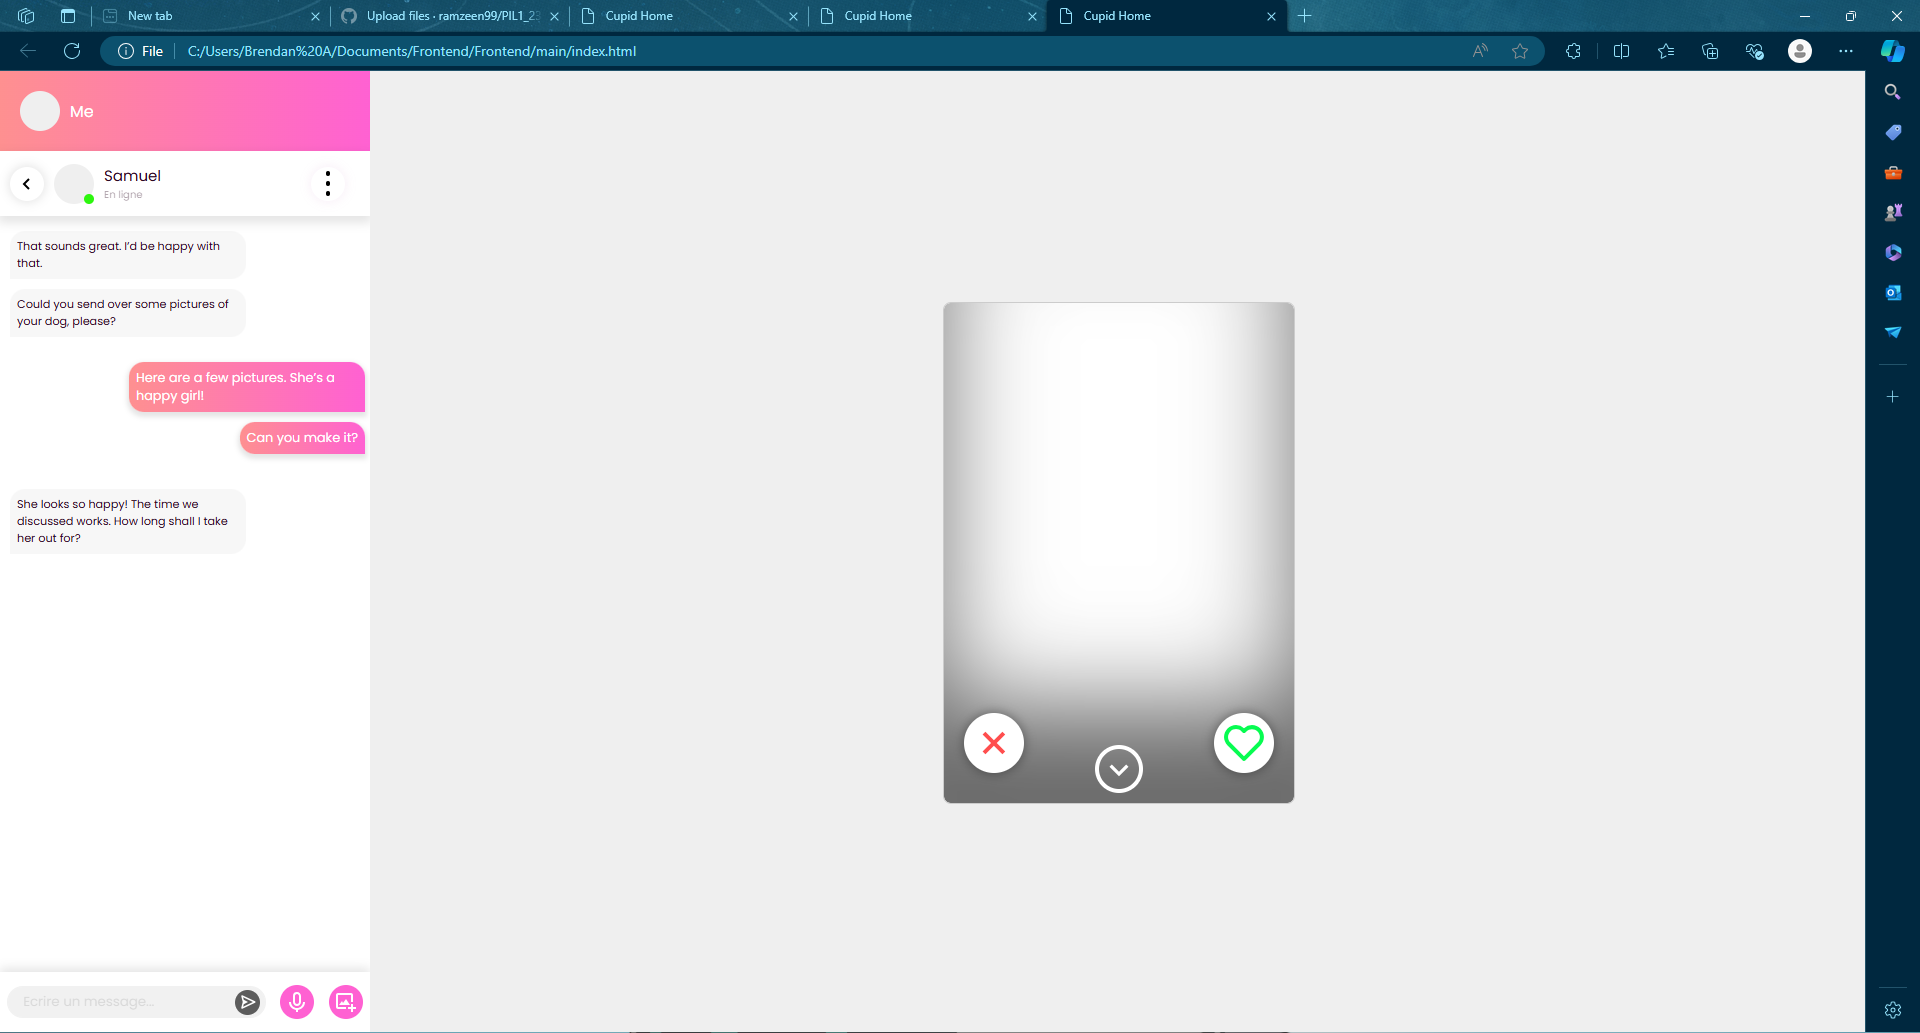 New tab
Upload files · ramzeen99/PIL1_23
Cupid Home
Cupid Home
Cupid Home
File
C:/Users/Brendan%20A/Documents/Frontend/Frontend/main/index.html
Me
Samuel
En ligne
That sounds great. I'd be happy with
that.
Could you send over some pictures of
your dog, please?
Here are a few pictures. She's a
happy girl!
Can you make it?
She looks so happy! The time we
discussed works. How long shall I take
her out for?
Ecrire un message...